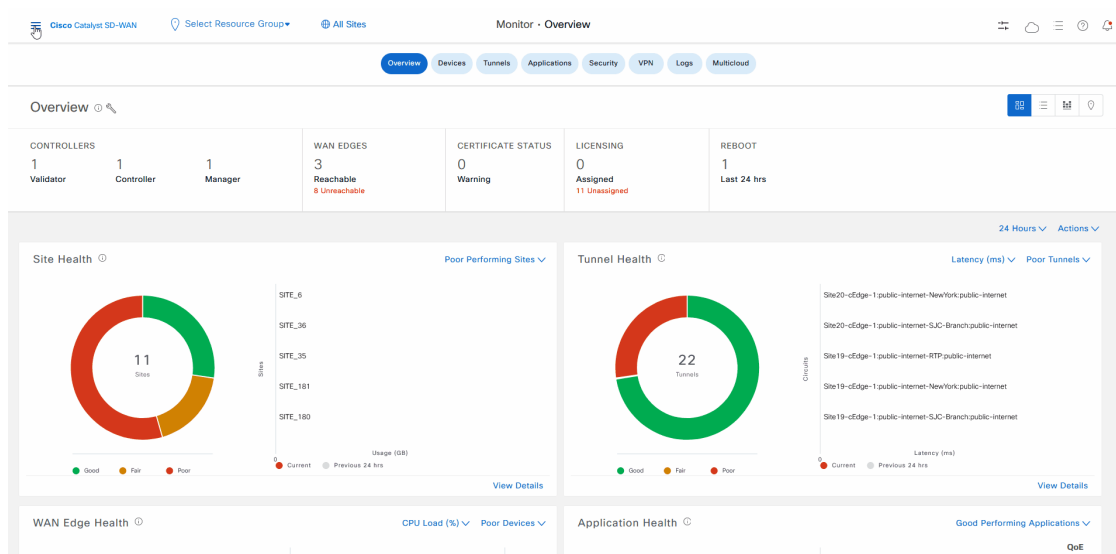 Cisco Catalyst SD-WAN Select Resource Group All Sites Monitor · Overview
Overview Devices Tunnels Applications Security VPN Logs Multicloud
Overview
CONTROLLERS WAN EDGES CERTIFICATE STATUS LICENSING REBOOT
1 1 1 3 0 0 1
Validator Controller Manager Reachable Warning Assigned Last 24 hrs
8 Unreachable 11 Unassigned
24 Hours Actions
Site Health Poor Performing Sites
11
Sites
Good Fair Poor
Sites
SITE_6
SITE_36
SITE_35
SITE_181
SITE_180
0
Usage (GB)
Current Previous 24 hrs
View Details
Tunnel Health Latency (ms) Poor Tunnels
22
Tunnels
Good Fair Poor
Circuits
Site20-cEdge-1:public-internet-NewYork:public-internet
Site20-cEdge-1:public-internet-SJC-Branch:public-internet
Site19-cEdge-1:public-internet-RTP:public-internet
Site19-cEdge-1:public-internet-NewYork:public-internet
Site19-cEdge-1:public-internet-SJC-Branch:public-internet
0
Latency (ms)
Current Previous 24 hrs
View Details
WAN Edge Health CPU Load (%) Poor Devices
Application Health Good Performing Applications
QoE